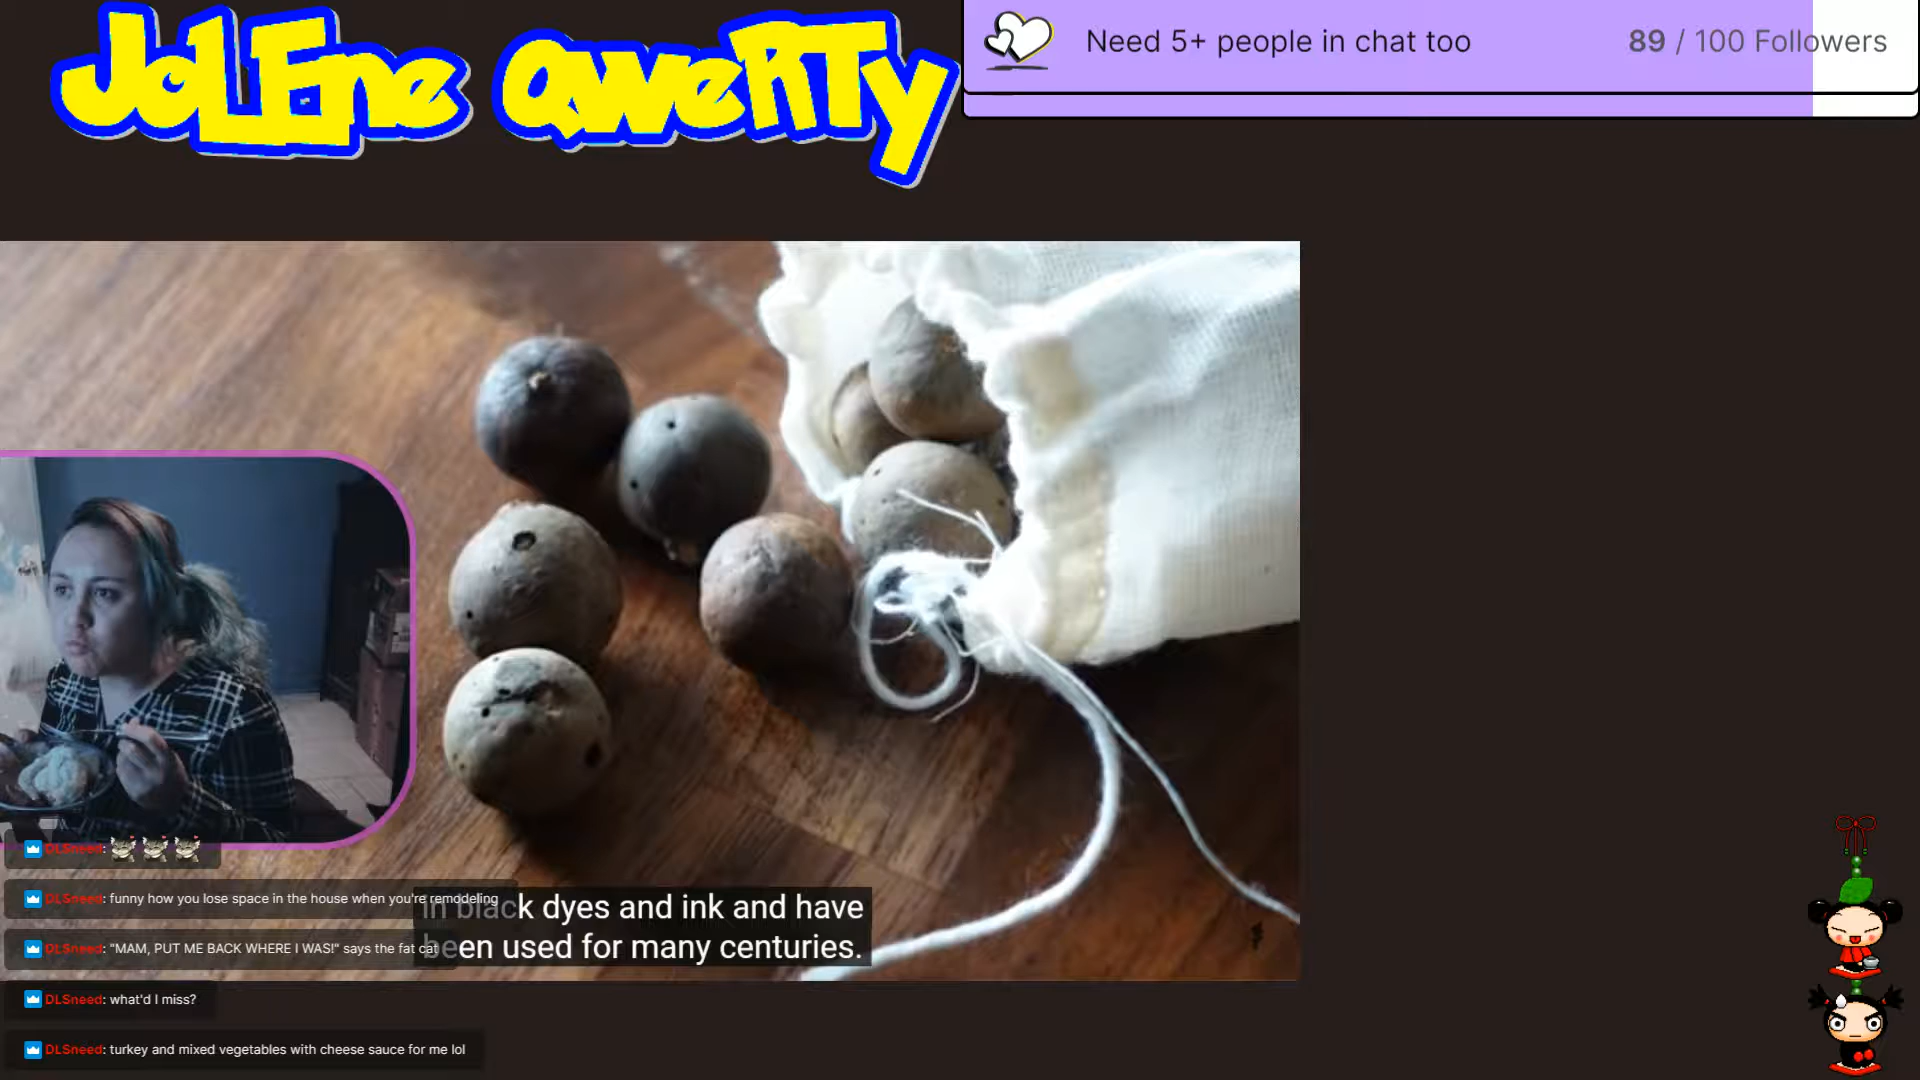 JoLEne QweRTy
Need 5+ people in chat too
89 / 100 Followers
DLSneed:
DLSneed: funny how you lose space in the house when you're remodeling
DLSneed: "MAM, PUT ME BACK WHERE I WAS!" says the fat cat
DLSneed: what'd I miss?
DLSneed: turkey and mixed vegetables with cheese sauce for me lol
in black dyes and ink and have
been used for many centuries.